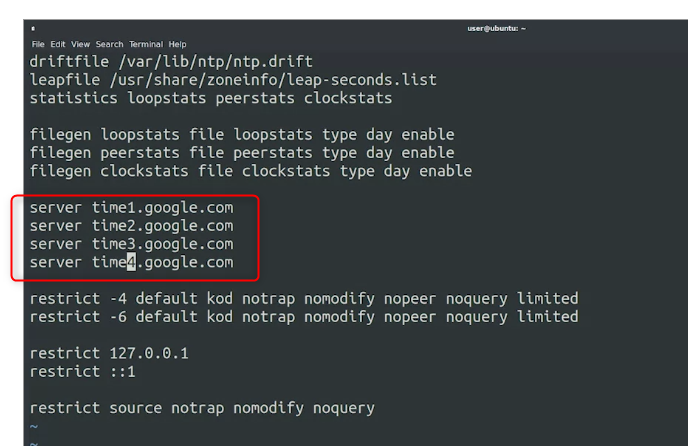 user@ubuntu: ~
File Edit View Search Terminal Help
driftfile /var/lib/ntp/ntp.drift
leapfile /usr/share/zoneinfo/leap-seconds.list
statistics loopstats peerstats clockstats
filegen loopstats file loopstats type day enable
filegen peerstats file peerstats type day enable
filegen clockstats file clockstats type day enable
server time1.google.com
server time2.google.com
server time3.google.com
server time4.google.com
restrict -4 default kod notrap nomodify nopeer noquery limited
restrict -6 default kod notrap nomodify nopeer noquery limited
restrict 127.0.0.1
restrict ::1
restrict source notrap nomodify noquery
~
~